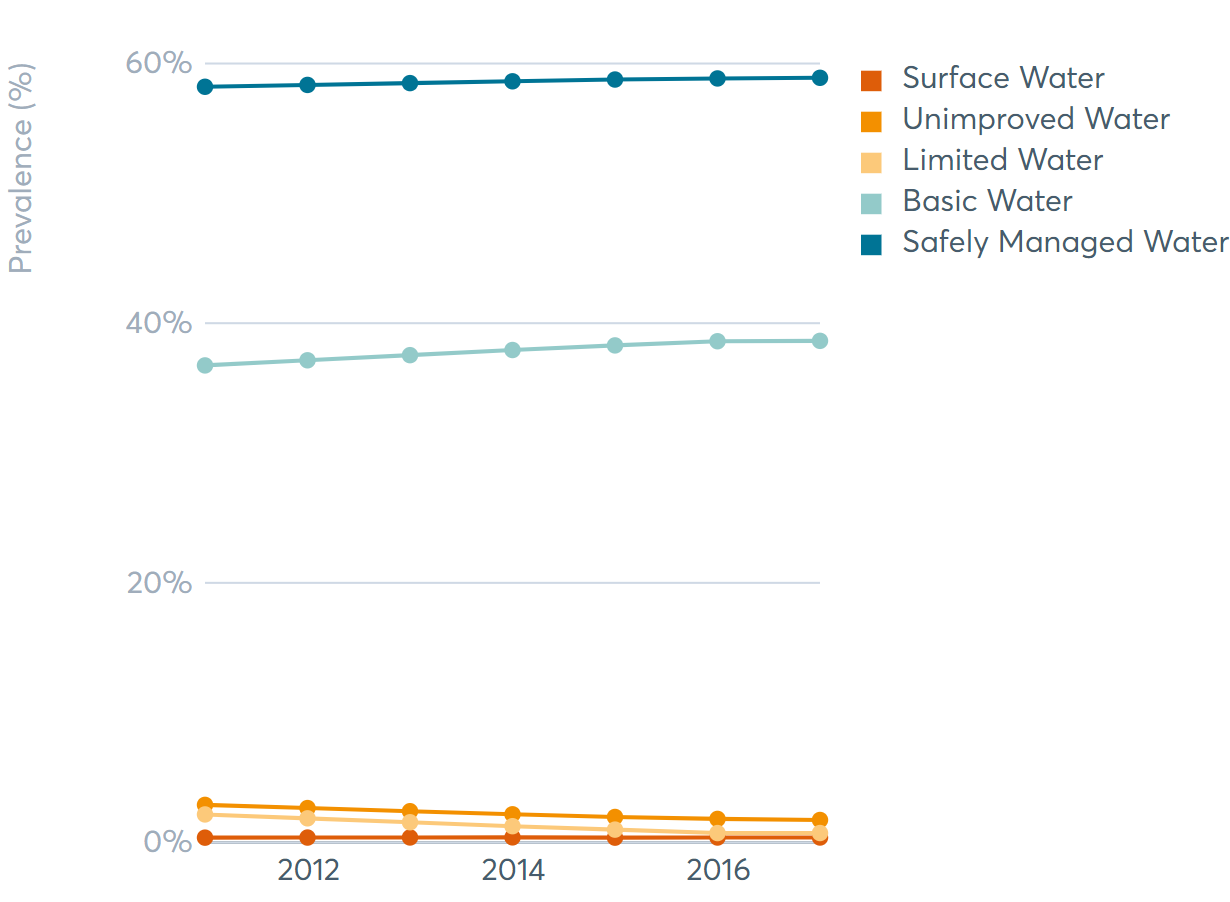 Prevalence (%)
60%
40%
20%
0%
2012
2014
2016
Surface Water
Unimproved Water
Limited Water
Basic Water
Safely Managed Water